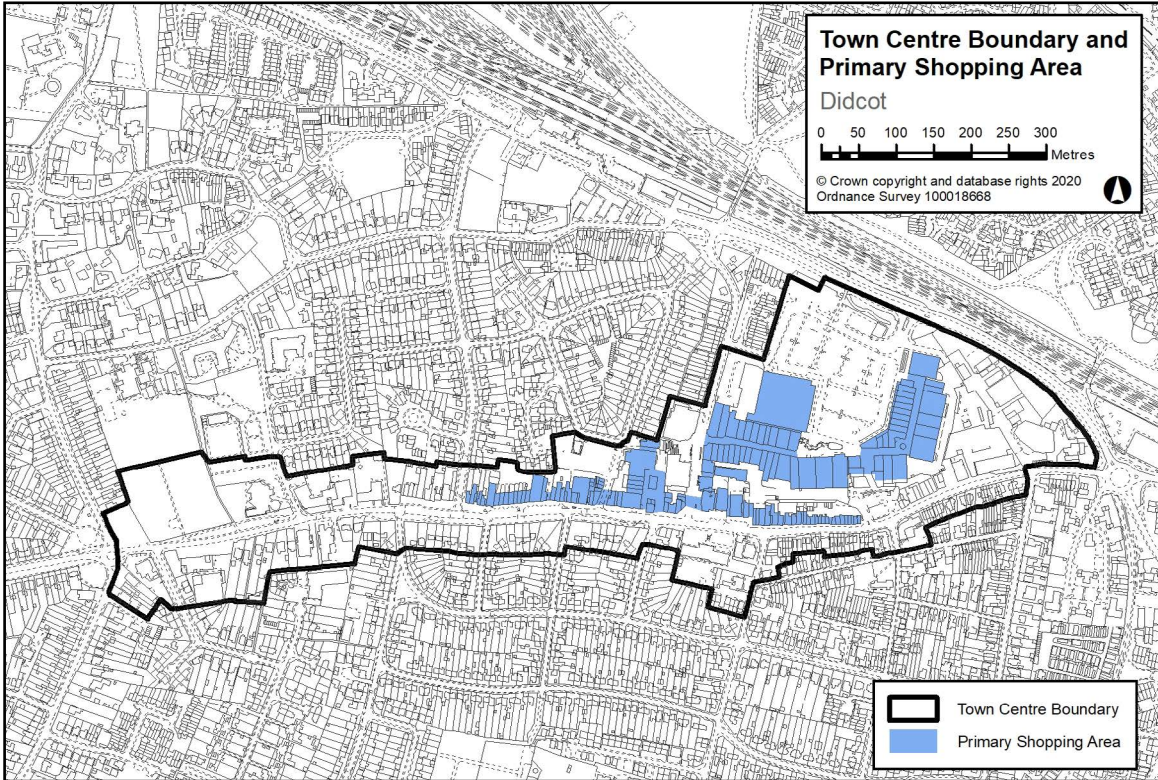 Town Centre Boundary and
Primary Shopping Area
Didcot
0 50 100 150 200 250 300
Metres
© Crown copyright and database rights 2020
Ordnance Survey 100018668
Town Centre Boundary
Primary Shopping Area